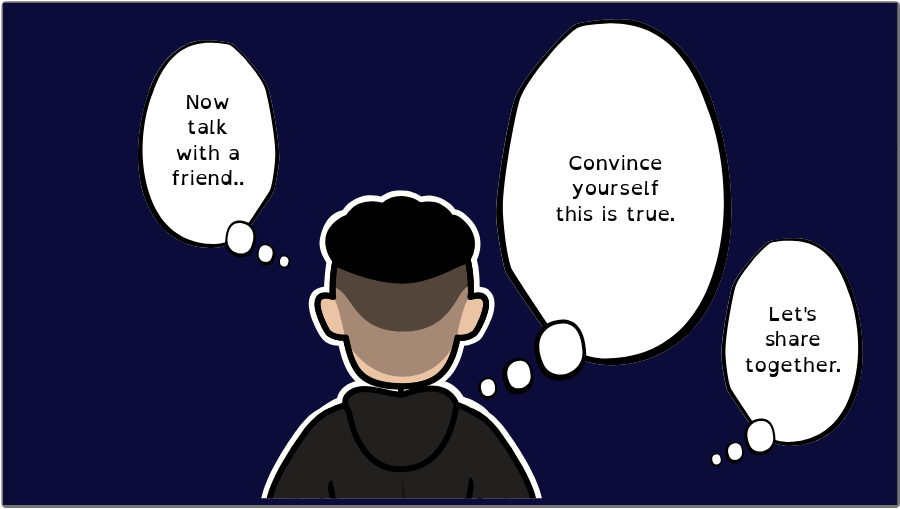 Now
talk
with a
friend..
Convince
yourself
this is true.
Let's
share
together.